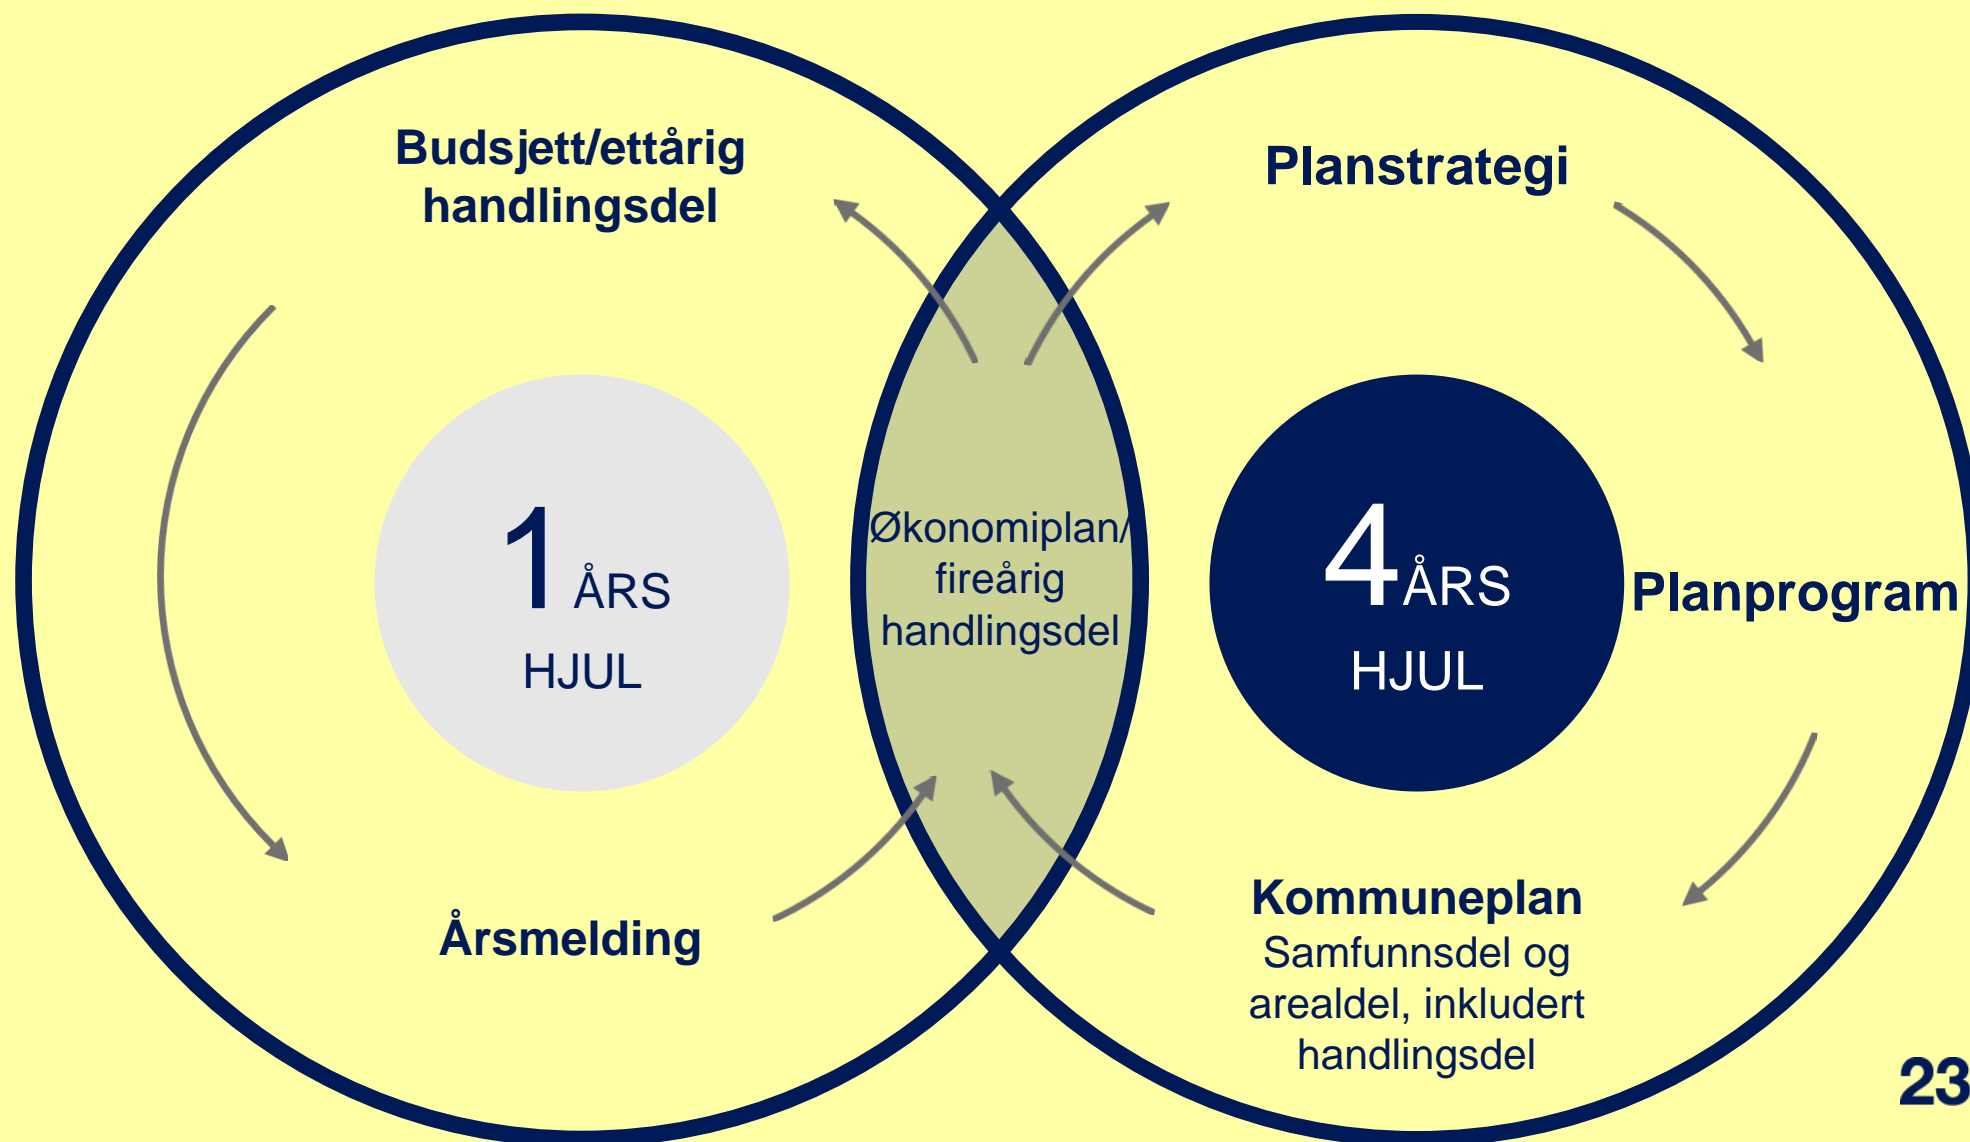 Budsjett/ettårig
handlingsdel
1 ÅRS
HJUL
Årsmelding
Økonomiplan/
fireårig
handlingsdel
Planstrategi
4 ÅRS
HJUL
Planprogram
Kommuneplan
Samfunnsdel og
arealdel, inkludert
handlingsdel
23